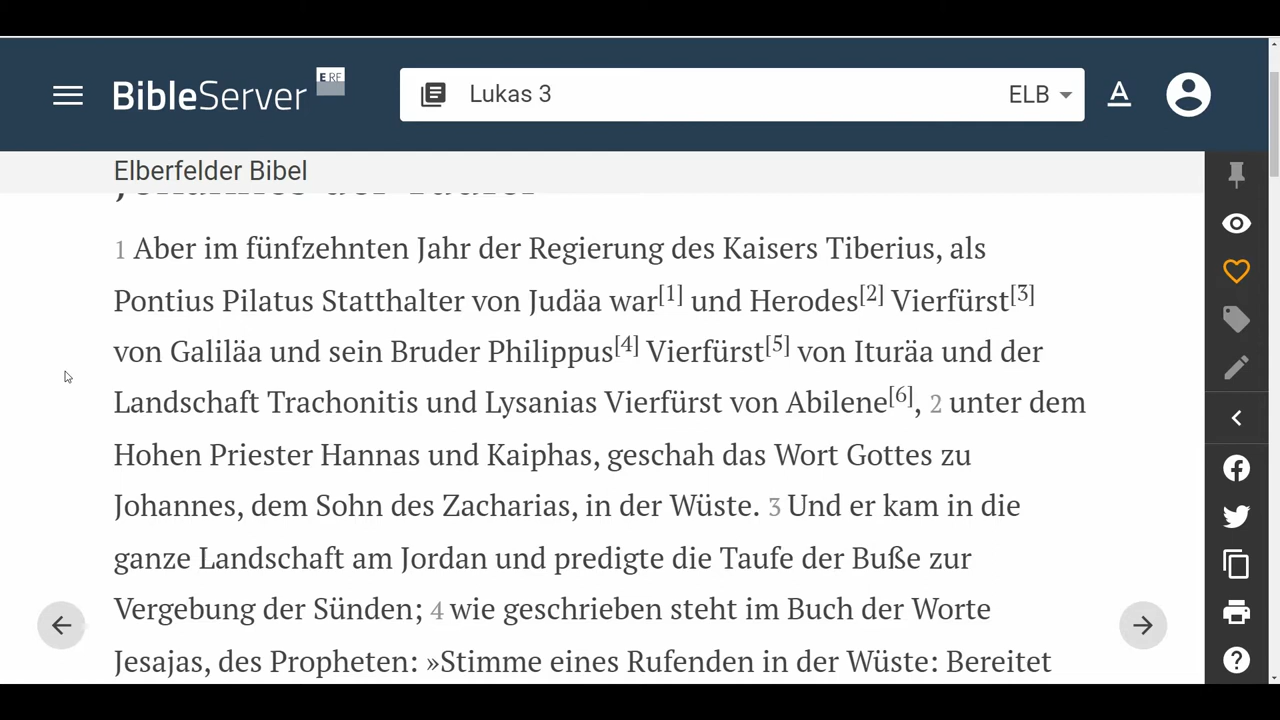 BibleServer
ERF
Lukas 3
ELB
A
Elberfelder Bibel
Johannes der Täufer
1 Aber im fünfzehnten Jahr der Regierung des Kaisers Tiberius, als
Pontius Pilatus Statthalter von Judäa war[1] und Herodes[2] Vierfürst[3]
von Galiläa und sein Bruder Philippus[4] Vierfürst[5] von Ituräa und der
Landschaft Trachonitis und Lysanias Vierfürst von Abilene[6], 2 unter dem
Hohen Priester Hannas und Kaiphas, geschah das Wort Gottes zu
Johannes, dem Sohn des Zacharias, in der Wüste. 3 Und er kam in die
ganze Landschaft am Jordan und predigte die Taufe der Buße zur
Vergebung der Sünden; 4 wie geschrieben steht im Buch der Worte
Jesajas, des Propheten: »Stimme eines Rufenden in der Wüste: Bereitet